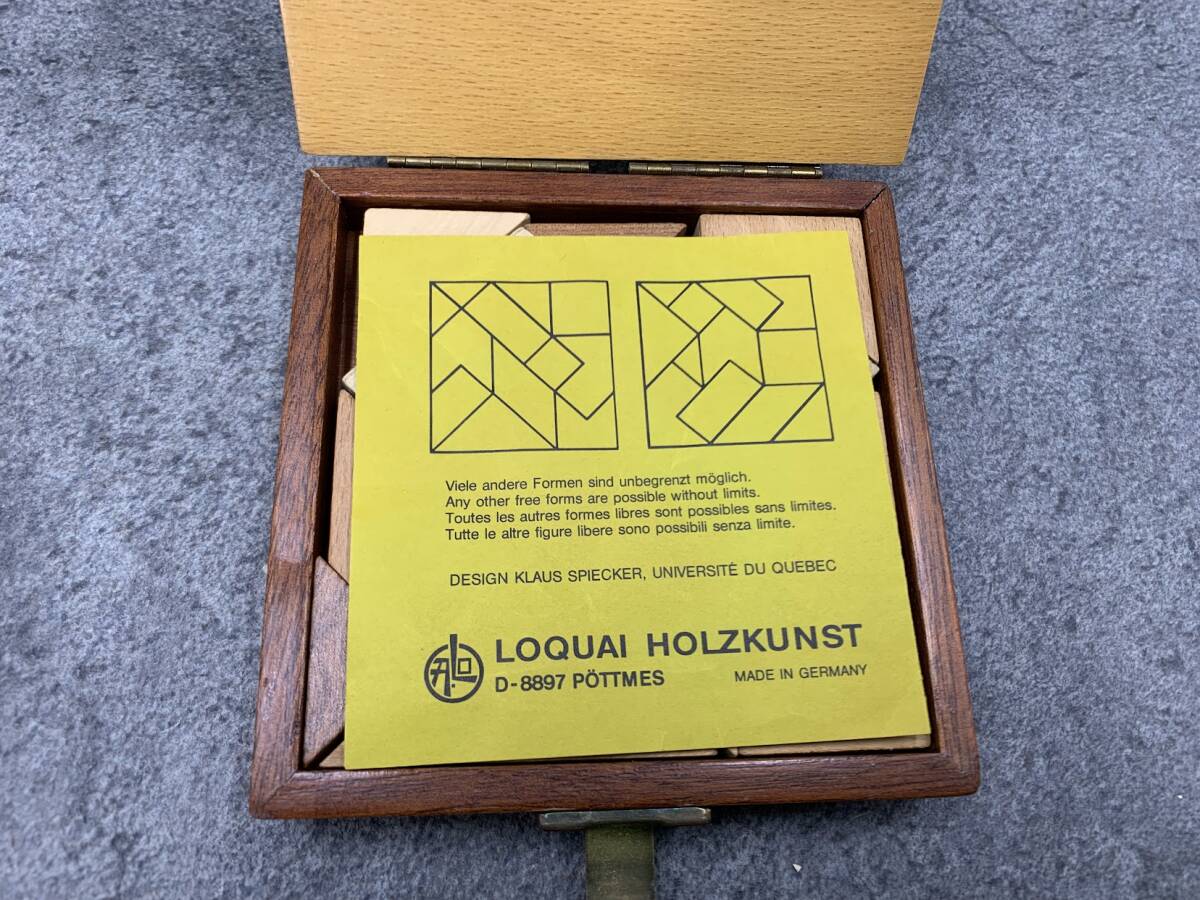 Viele andere Formen sind unbegrenzt möglich.
Any other free forms are possible without limits.
Toutes les autres formes libres sont possibles sans limites.
Tutte le altre figure libere sono possibili senza limite.
DESIGN KLAUS SPIECKER, UNIVERSITÉ DU QUEBEC
ALO
LOQUAI HOLZKUNST
D-8897 PÖTTMES
MADE IN GERMANY